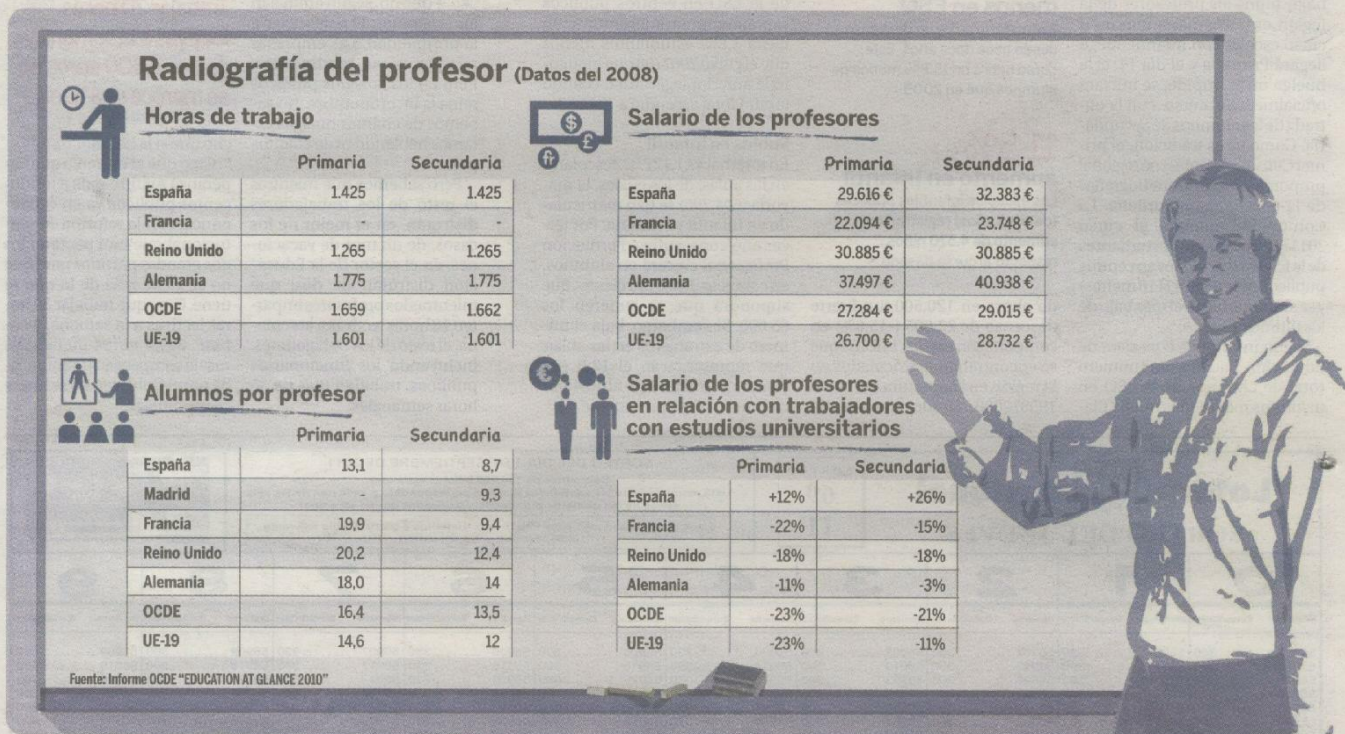 Radiografía del profesor (Datos del 2008)
Horas de trabajo
Primaria Secundaria
España 1.425 1.425
Francia - -
Reino Unido 1.265 1.265
Alemania 1.775 1.775
OCDE 1.659 1.662
UE-19 1.601 1.601
Alumnos por profesor
Primaria Secundaria
España 13,1 8,7
Madrid - 9,3
Francia 19,9 9,4
Reino Unido 20,2 12,4
Alemania 18,0 14
OCDE 16,4 13,5
UE-19 14,6 12
$
£
fr
Salario de los profesores
Primaria Secundaria
España 29.616 € 32.383 €
Francia 22.094 € 23.748 €
Reino Unido 30.885 € 30.885 €
Alemania 37.497 € 40.938 €
OCDE 27.284 € 29.015 €
UE-19 26.700 € 28.732 €
€
Salario de los profesores
en relación con trabajadores
con estudios universitarios
Primaria Secundaria
España +12% +26%
Francia -22% -15%
Reino Unido -18% -18%
Alemania -11% -3%
OCDE -23% -21%
UE-19 -23% -11%
Fuente: Informe OCDE "EDUCATION AT GLANCE 2010"